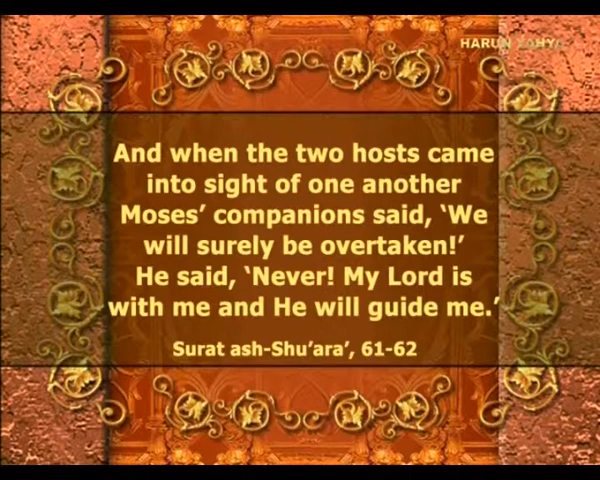 HARUN YAHYA
And when the two hosts came
into sight of one another
Moses’ companions said, ‘We
will surely be overtaken!’
He said, ‘Never! My Lord is
with me and He will guide me.’
Surat ash-Shu’ara’, 61-62